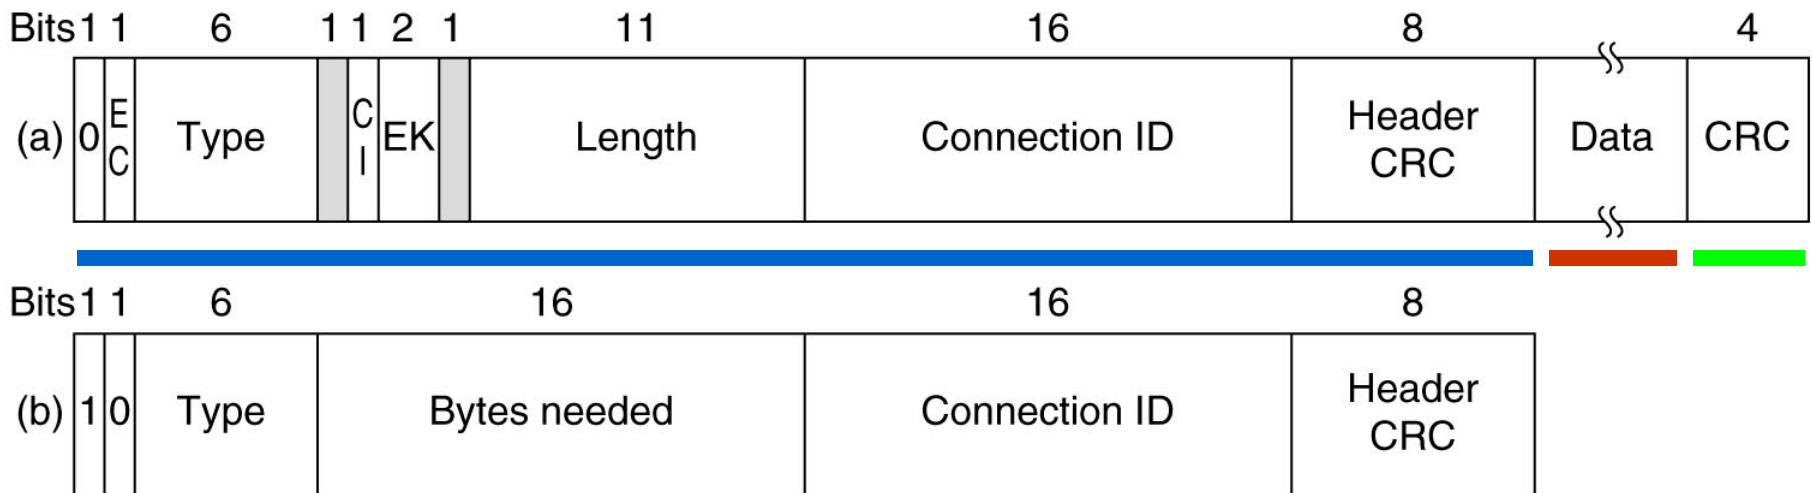 Bits 1 1 6 1 1 2 1 11 16 8 4
(a) 0 EC Type CI EK Length Connection ID Header CRC Data CRC
Bits 1 1 6 16 16 8
(b) 1 0 Type Bytes needed Connection ID Header CRC